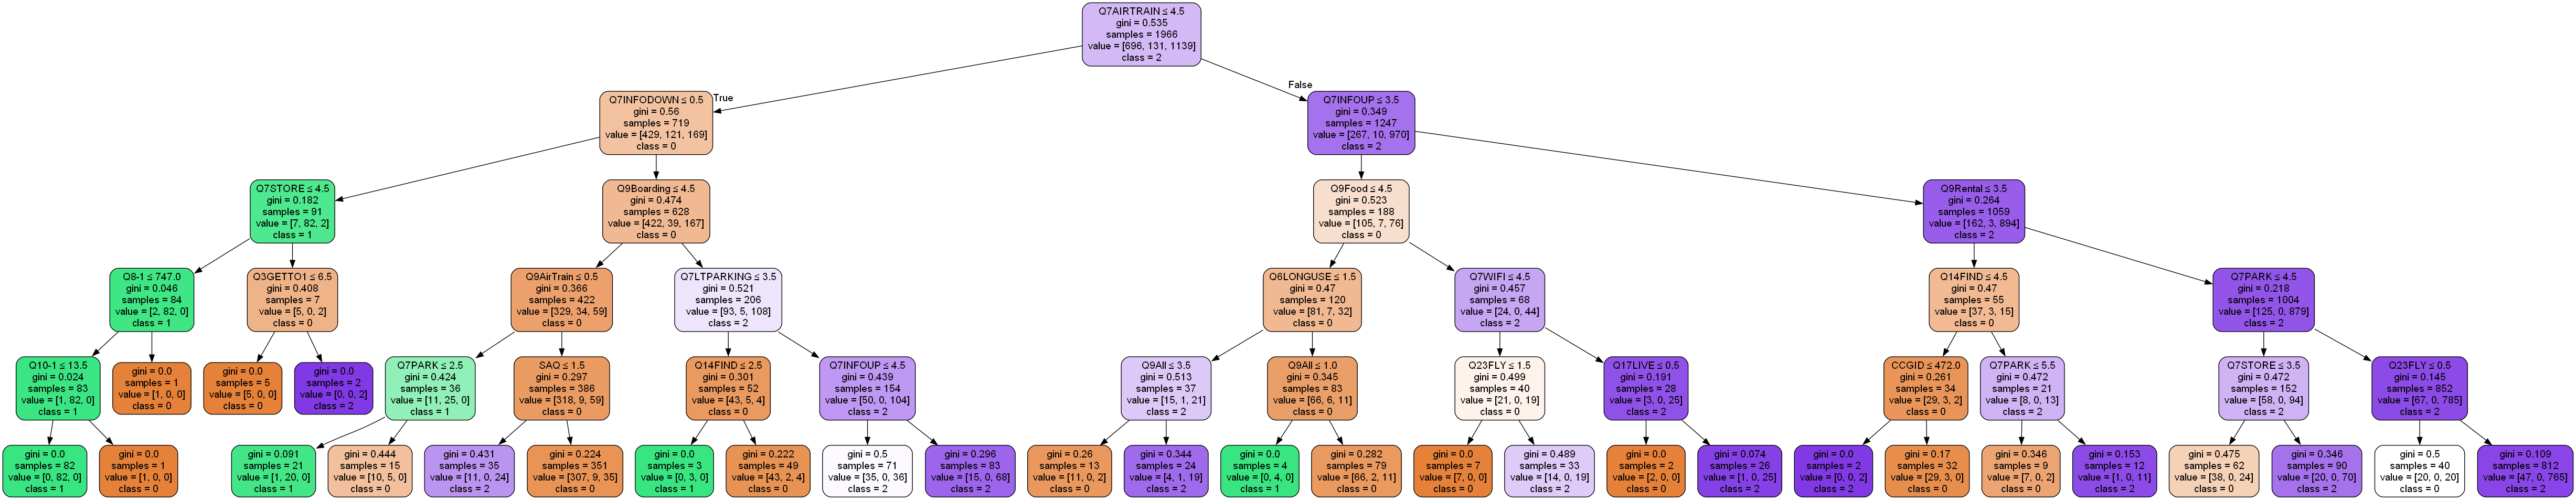 Q7AIRTRAIN ≤ 4.5
gini = 0.535
samples = 1966
value = [696, 131, 1139]
class = 2
True
False
Q7INFODOWN ≤ 0.5
gini = 0.56
samples = 719
value = [429, 121, 169]
class = 0
Q7INFOUP ≤ 3.5
gini = 0.349
samples = 1247
value = [267, 10, 970]
class = 2
Q7STORE ≤ 4.5
gini = 0.182
samples = 91
value = [7, 82, 2]
class = 1
Q9Boarding ≤ 4.5
gini = 0.474
samples = 628
value = [422, 39, 167]
class = 0
Q9Food ≤ 4.5
gini = 0.523
samples = 188
value = [105, 7, 76]
class = 0
Q9Rental ≤ 3.5
gini = 0.264
samples = 1059
value = [162, 3, 894]
class = 2
Q8-1 ≤ 747.0
gini = 0.046
samples = 84
value = [2, 82, 0]
class = 1
Q3GETTO1 ≤ 6.5
gini = 0.408
samples = 7
value = [5, 0, 2]
class = 0
Q9AirTrain ≤ 0.5
gini = 0.366
samples = 422
value = [329, 34, 59]
class = 0
Q7LTPARKING ≤ 3.5
gini = 0.521
samples = 206
value = [93, 5, 108]
class = 2
Q6LONGUSE ≤ 1.5
gini = 0.47
samples = 120
value = [81, 7, 32]
class = 0
Q7WIFI ≤ 4.5
gini = 0.457
samples = 68
value = [24, 0, 44]
class = 2
Q14FIND ≤ 4.5
gini = 0.47
samples = 55
value = [37, 3, 15]
class = 0
Q7PARK ≤ 4.5
gini = 0.218
samples = 1004
value = [125, 0, 879]
class = 2
Q10-1 ≤ 13.5
gini = 0.024
samples = 83
value = [1, 82, 0]
class = 1
gini = 0.0
samples = 1
value = [1, 0, 0]
class = 0
gini = 0.0
samples = 5
value = [5, 0, 0]
class = 0
gini = 0.0
samples = 2
value = [0, 0, 2]
class = 2
Q7PARK ≤ 2.5
gini = 0.424
samples = 36
value = [11, 25, 0]
class = 1
SAQ ≤ 1.5
gini = 0.297
samples = 386
value = [318, 9, 59]
class = 0
Q14FIND ≤ 2.5
gini = 0.301
samples = 52
value = [43, 5, 4]
class = 0
Q7INFOUP ≤ 4.5
gini = 0.439
samples = 154
value = [50, 0, 104]
class = 2
Q9All ≤ 3.5
gini = 0.513
samples = 37
value = [15, 1, 21]
class = 2
Q9All ≤ 1.0
gini = 0.345
samples = 83
value = [66, 6, 11]
class = 0
Q23FLY ≤ 1.5
gini = 0.499
samples = 40
value = [21, 0, 19]
class = 0
Q17LIVE ≤ 0.5
gini = 0.191
samples = 28
value = [3, 0, 25]
class = 2
CCGID ≤ 472.0
gini = 0.261
samples = 34
value = [29, 3, 2]
class = 0
Q7PARK ≤ 5.5
gini = 0.472
samples = 21
value = [8, 0, 13]
class = 2
Q7STORE ≤ 3.5
gini = 0.472
samples = 152
value = [58, 0, 94]
class = 2
Q23FLY ≤ 0.5
gini = 0.145
samples = 852
value = [67, 0, 785]
class = 2
gini = 0.0
samples = 82
value = [0, 82, 0]
class = 1
gini = 0.0
samples = 1
value = [1, 0, 0]
class = 0
gini = 0.091
samples = 21
value = [1, 20, 0]
class = 1
gini = 0.444
samples = 15
value = [10, 5, 0]
class = 0
gini = 0.431
samples = 35
value = [11, 0, 24]
class = 2
gini = 0.224
samples = 351
value = [307, 9, 35]
class = 0
gini = 0.0
samples = 3
value = [0, 3, 0]
class = 1
gini = 0.222
samples = 49
value = [43, 2, 4]
class = 0
gini = 0.5
samples = 71
value = [35, 0, 36]
class = 2
gini = 0.296
samples = 83
value = [15, 0, 68]
class = 2
gini = 0.26
samples = 13
value = [11, 0, 2]
class = 0
gini = 0.344
samples = 24
value = [4, 1, 19]
class = 2
gini = 0.0
samples = 4
value = [0, 4, 0]
class = 1
gini = 0.282
samples = 79
value = [66, 2, 11]
class = 0
gini = 0.0
samples = 7
value = [7, 0, 0]
class = 0
gini = 0.489
samples = 33
value = [14, 0, 19]
class = 2
gini = 0.0
samples = 2
value = [2, 0, 0]
class = 0
gini = 0.074
samples = 26
value = [1, 0, 25]
class = 2
gini = 0.0
samples = 2
value = [0, 0, 2]
class = 2
gini = 0.17
samples = 32
value = [29, 3, 0]
class = 0
gini = 0.346
samples = 9
value = [7, 0, 2]
class = 0
gini = 0.153
samples = 12
value = [1, 0, 11]
class = 2
gini = 0.475
samples = 62
value = [38, 0, 24]
class = 0
gini = 0.346
samples = 90
value = [20, 0, 70]
class = 2
gini = 0.5
samples = 40
value = [20, 0, 20]
class = 0
gini = 0.109
samples = 812
value = [47, 0, 765]
class = 2